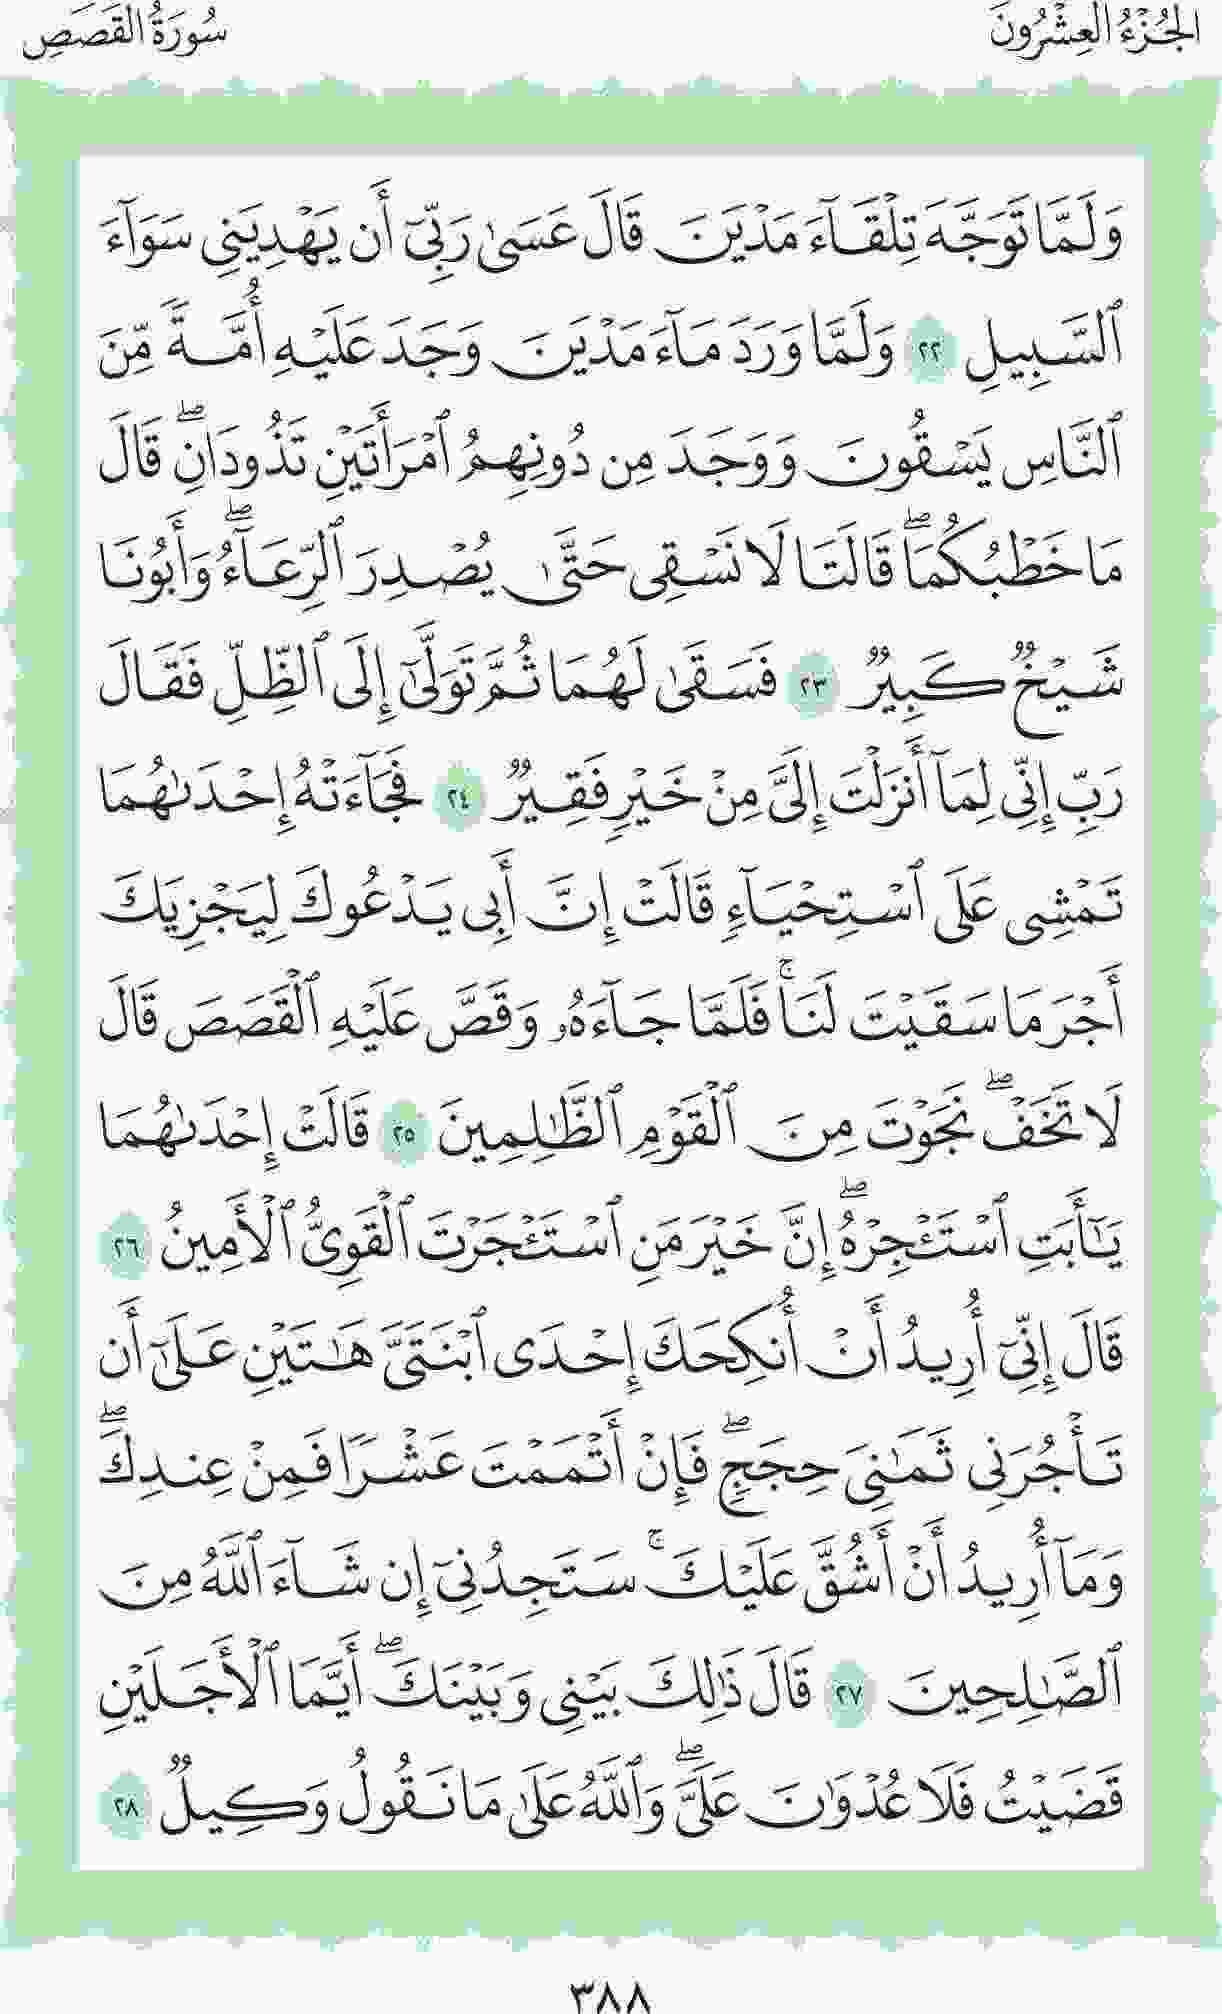 الجُزْءُ العِشْرُونَ
سُورَةُ القَصَصِ
وَلَمَّا تَوَجَّهَ تِلْقَآءَ مَدْيَنَ قَالَ عَسَىٰ رَبِّىٓ أَن يَهْدِيَنِى سَوَآءَ
ٱلسَّبِيلِ ٢٢ وَلَمَّا وَرَدَ مَآءَ مَدْيَنَ وَجَدَ عَلَيْهِ أُمَّةً مِّنَ
ٱلنَّاسِ يَسْقُونَ وَوَجَدَ مِن دُونِهِمُ ٱمْرَأَتَيْنِ تَذُودَانِ ۖ قَالَ
مَا خَطْبُكُمَا ۖ قَالَتَا لَا نَسْقِى حَتَّىٰ يُصْدِرَ ٱلرِّعَآءُ ۖ وَأَبُونَا
شَيْخٌ كَبِيرٌ ٢٣ فَسَقَىٰ لَهُمَا ثُمَّ تَوَلَّىٰٓ إِلَى ٱلظِّلِّ فَقَالَ
رَبِّ إِنِّى لِمَآ أَنزَلْتَ إِلَىَّ مِنْ خَيْرٍ فَقِيرٌ ٢٤ فَجَآءَتْهُ إِحْدَىٰهُمَا
تَمْشِى عَلَى ٱسْتِحْيَآءٍ قَالَتْ إِنَّ أَبِى يَدْعُوكَ لِيَجْزِيَكَ
أَجْرَ مَا سَقَيْتَ لَنَا ۚ فَلَمَّا جَآءَهُۥ وَقَصَّ عَلَيْهِ ٱلْقَصَصَ قَالَ
لَا تَخَفْ ۖ نَجَوْتَ مِنَ ٱلْقَوْمِ ٱلظَّٰلِمِينَ ٢٥ قَالَتْ إِحْدَىٰهُمَا
يَٰٓأَبَتِ ٱسْتَـْٔجِرْهُ ۖ إِنَّ خَيْرَ مَنِ ٱسْتَـْٔجَرْتَ ٱلْقَوِىُّ ٱلْأَمِينُ ٢٦
قَالَ إِنِّىٓ أُرِيدُ أَنْ أُنكِحَكَ إِحْدَى ٱبْنَتَىَّ هَٰتَيْنِ عَلَىٰٓ أَن
تَأْجُرَنِى ثَمَٰنِىَ حِجَجٍ ۖ فَإِنْ أَتْمَمْتَ عَشْرًا فَمِنْ عِندِكَ ۖ
وَمَآ أُرِيدُ أَنْ أَشُقَّ عَلَيْكَ ۚ سَتَجِدُنِىٓ إِن شَآءَ ٱللَّهُ مِنَ
ٱلصَّٰلِحِينَ ٢٧ قَالَ ذَٰلِكَ بَيْنِى وَبَيْنَكَ ۖ أَيَّمَا ٱلْأَجَلَيْنِ
قَضَيْتُ فَلَا عُدْوَٰنَ عَلَىَّ ۖ وَٱللَّهُ عَلَىٰ مَا نَقُولُ وَكِيلٌ ٢٨
٣٨٨